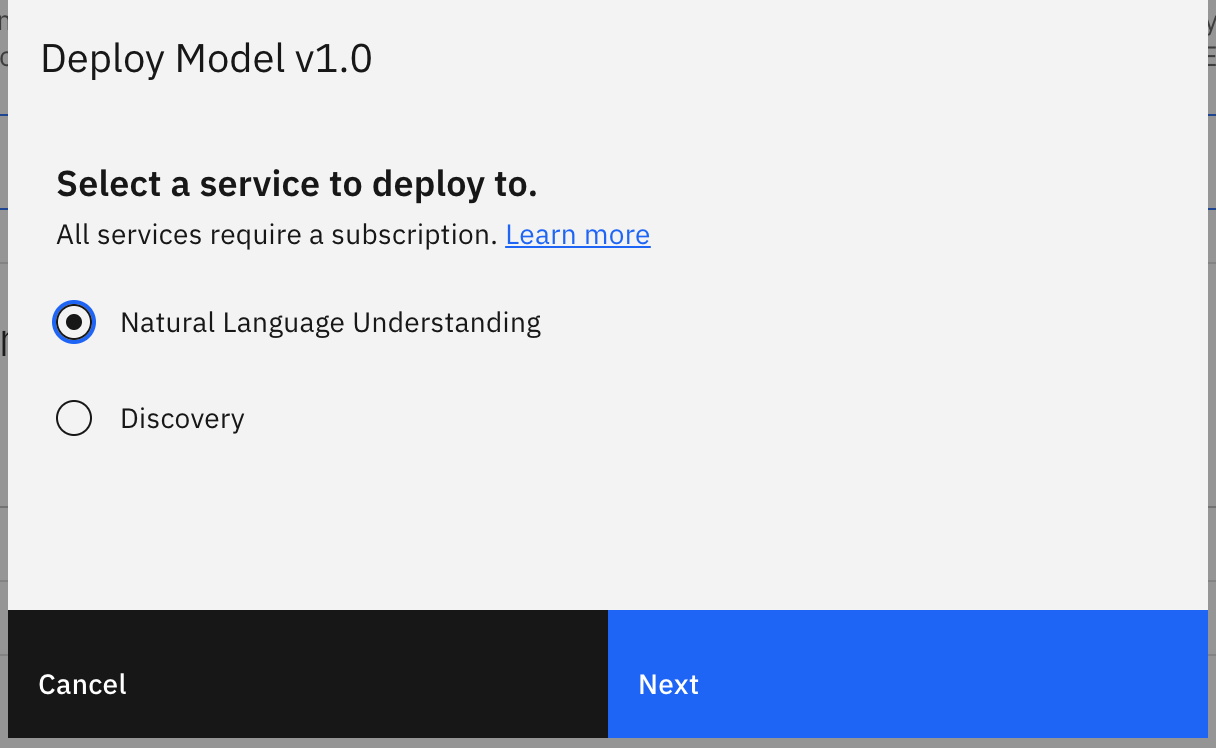 Deploy Model v1.0
Select a service to deploy to.
All services require a subscription. Learn more
Natural Language Understanding
Discovery
Cancel
Next